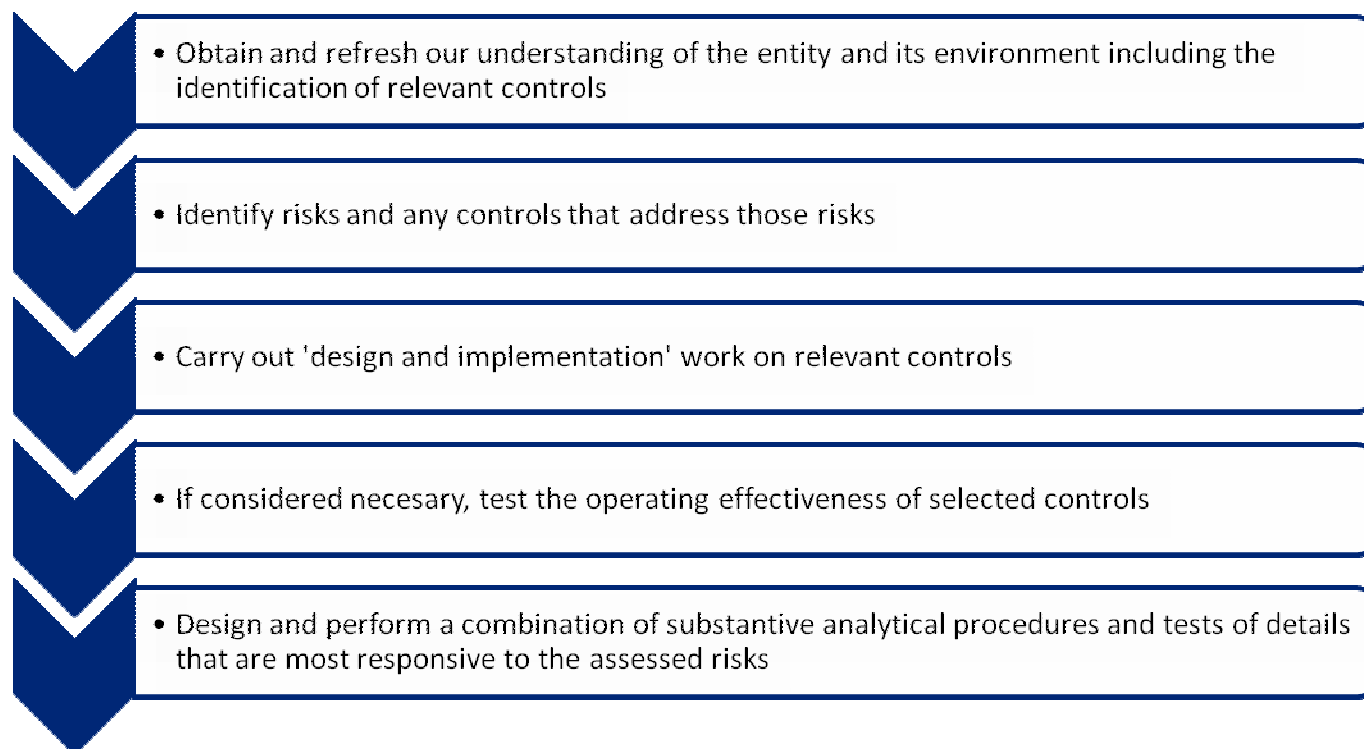 • Obtain and refresh our understanding of the entity and its environment including the
identification of relevant controls
• Identify risks and any controls that address those risks
• Carry out 'design and implementation' work on relevant controls
• If considered necesary, test the operating effectiveness of selected controls
• Design and perform a combination of substantive analytical procedures and tests of details
that are most responsive to the assessed risks